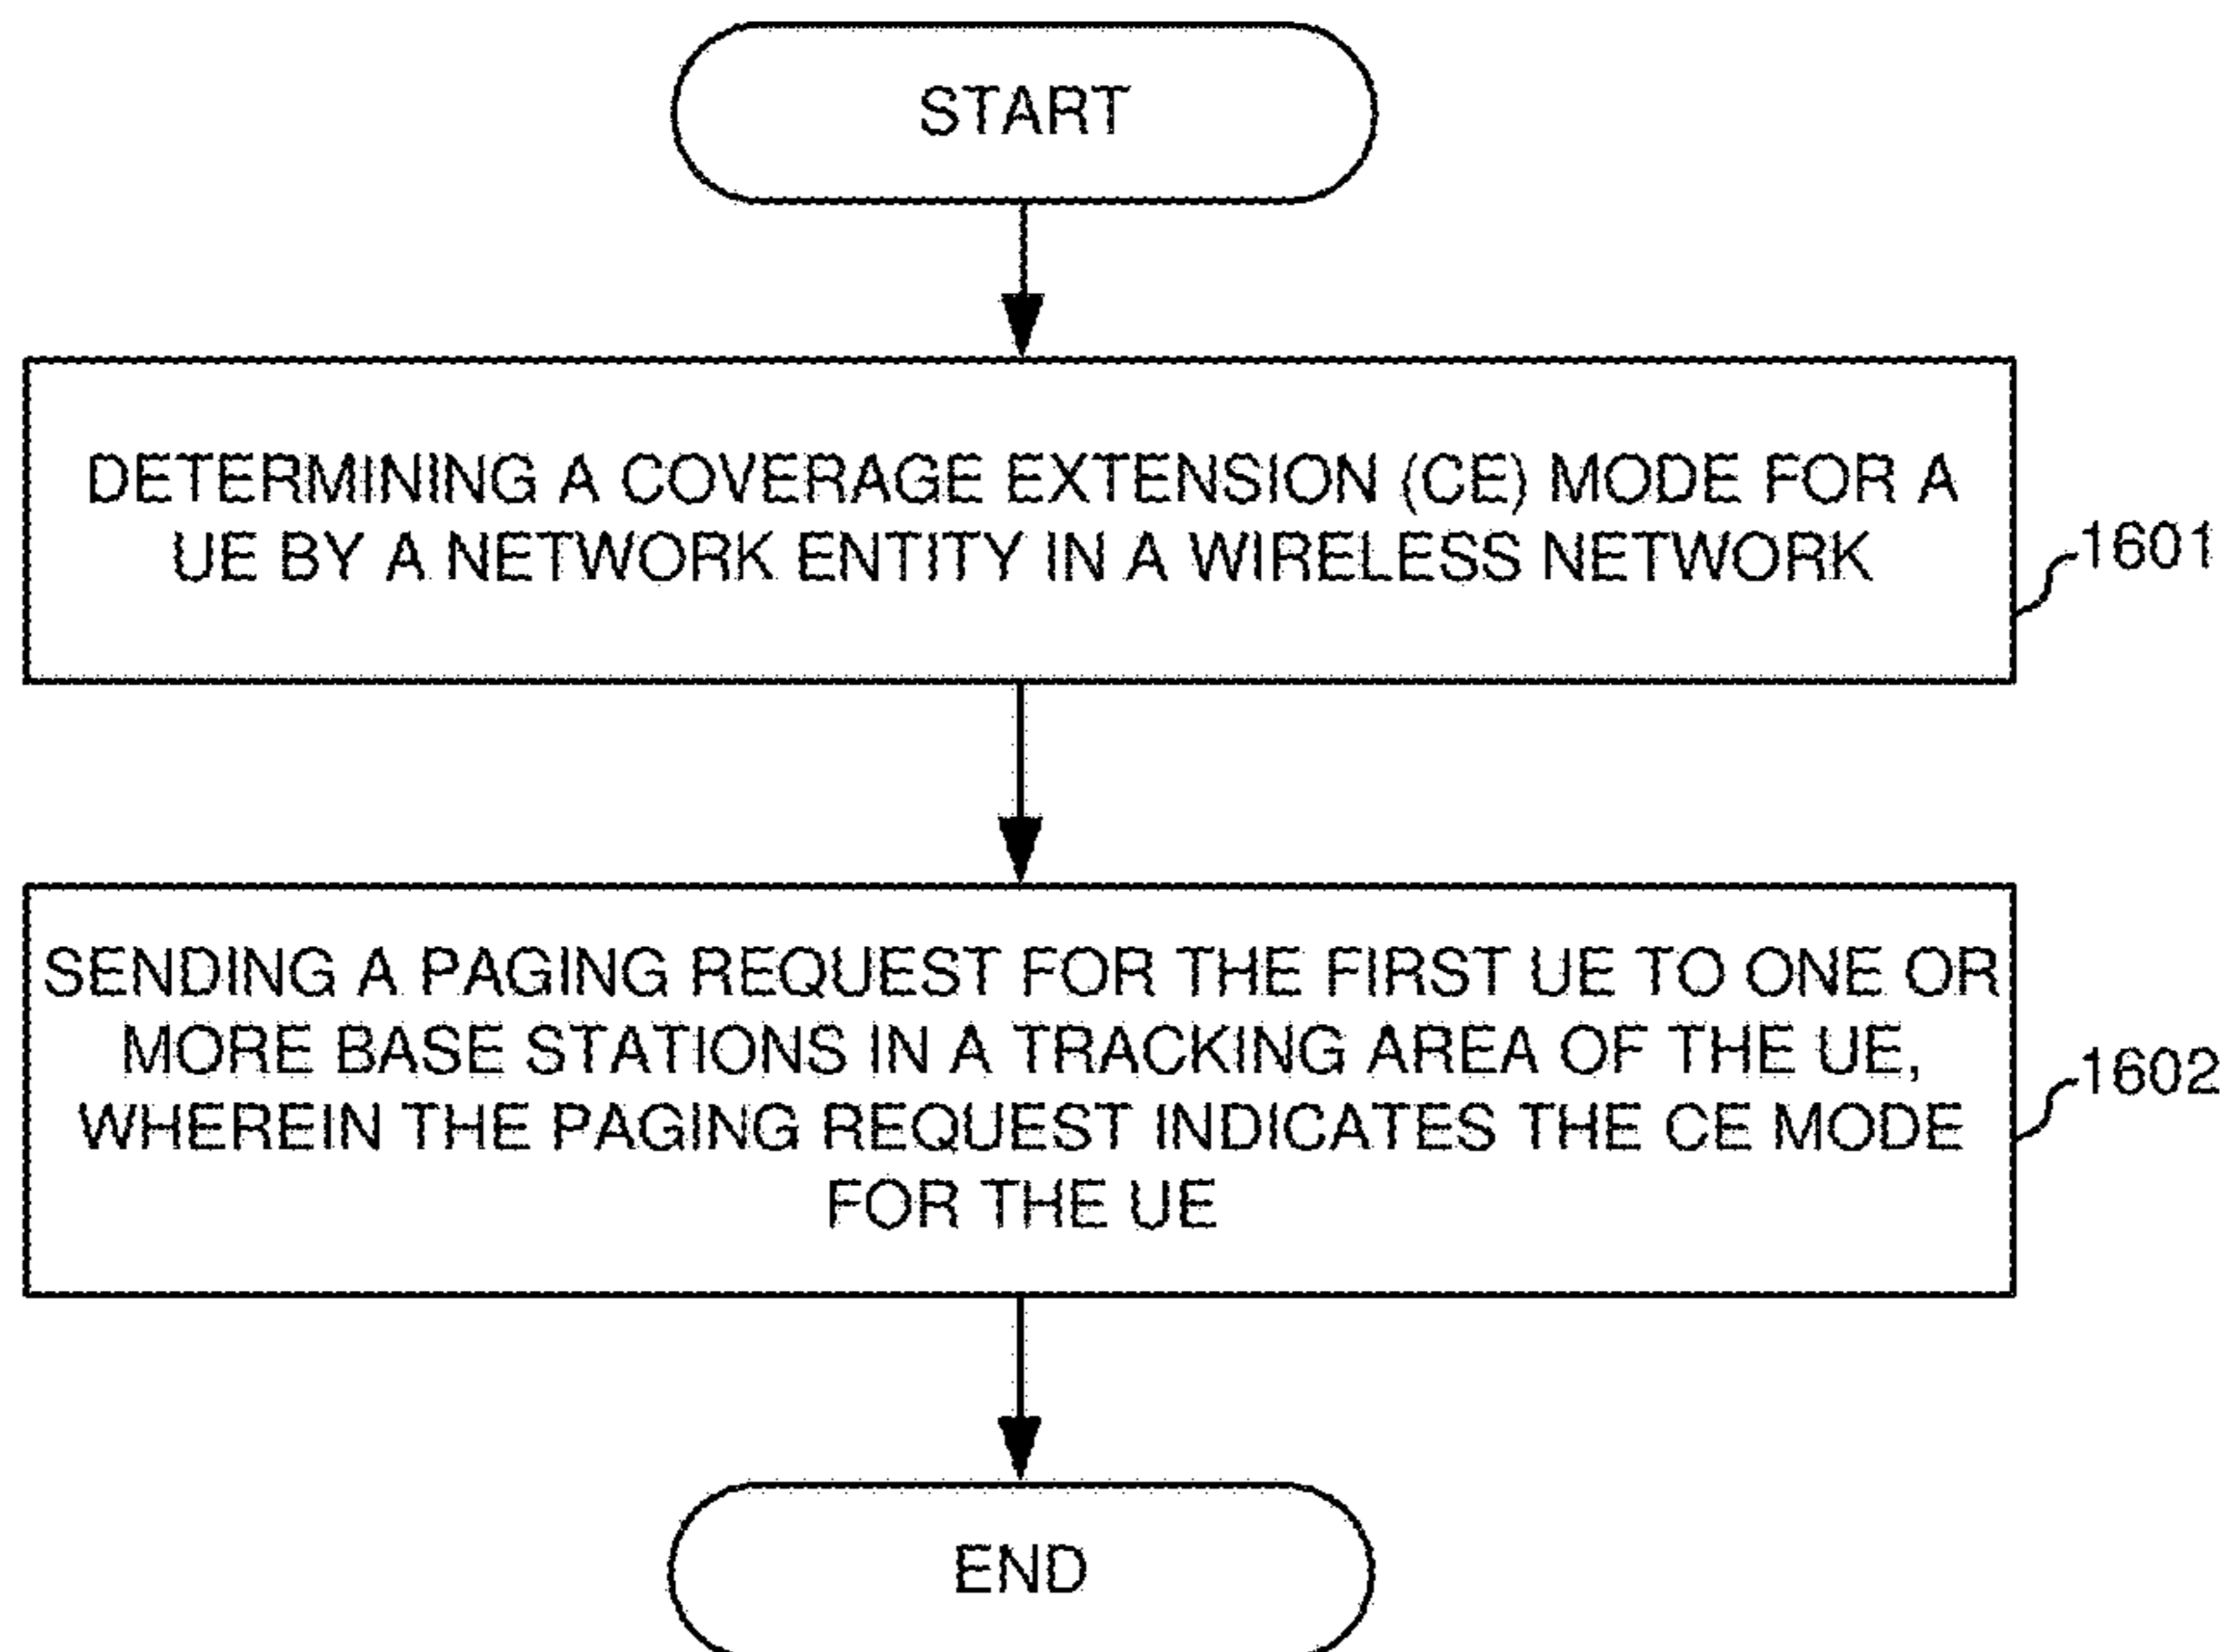 START
DETERMINING A COVERAGE EXTENSION (CE) MODE FOR A
UE BY A NETWORK ENTITY IN A WIRELESS NETWORK
1601
SENDING A PAGING REQUEST FOR THE FIRST UE TO ONE OR
MORE BASE STATIONS IN A TRACKING AREA OF THE UE,
WHEREIN THE PAGING REQUEST INDICATES THE CE MODE
FOR THE UE
1602
END